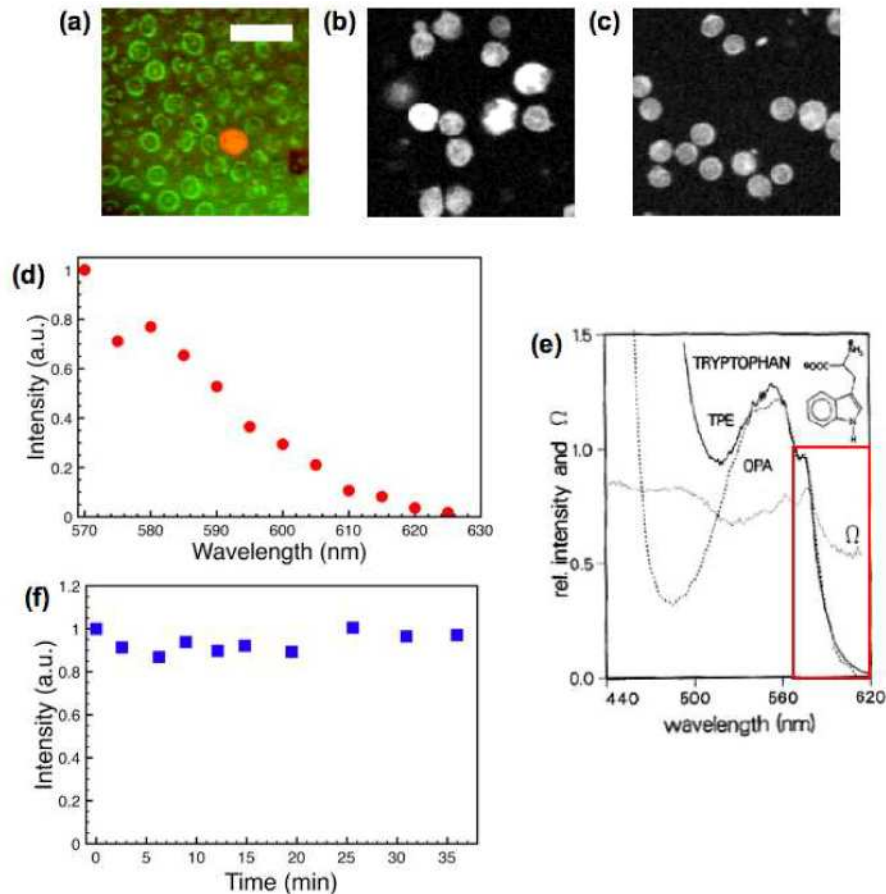 (a)
(b)
(c)
(d)
Intensity (a.u.)
1
0.8
0.6
0.4
0.2
0
570 580 590 600 610 620 630
Wavelength (nm)
(e)
rel. intensity and Ω
1.5
1.0
0.5
0.0
TRYPTOPHAN
TPE
OPA
Ω
N
H
440 500 560 620
wavelength (nm)
(f)
Intensity (a.u.)
1.2
1
0.8
0.6
0.4
0.2
0
0 5 10 15 20 25 30 35
Time (min)